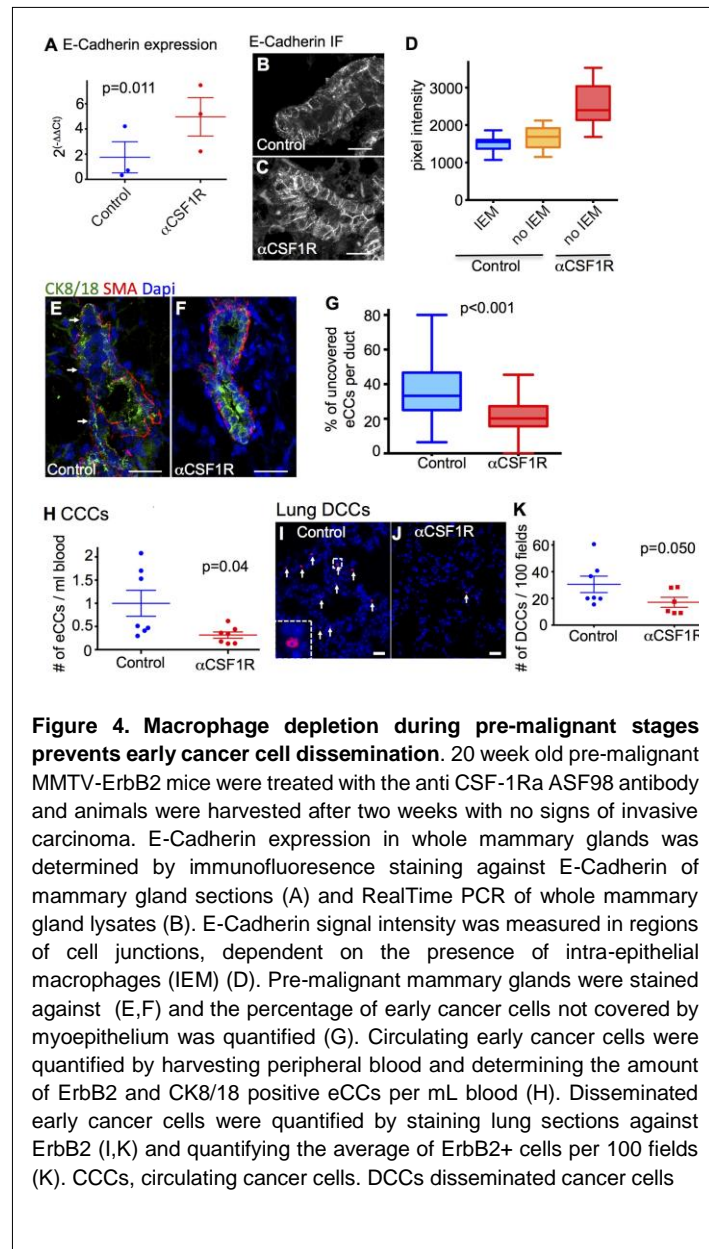 A E-Cadherin expression
p=0.011
2(-ΔΔCt)
6
4
2
0
Control
αCSF1R
E-Cadherin IF
B
Control
C
αCSF1R
D
pixel intensity
3000
2000
1000
0
IEM
no IEM
no IEM
Control
αCSF1R
CK8/18 SMA Dapi
E
Control
F
αCSF1R
G
p<0.001
% of uncovered
eCCs per duct
80
60
40
20
0
Control
αCSF1R
H CCCs
# of eCCs / ml blood
2
1.5
1
0.5
0
p=0.04
Control
αCSF1R
Lung DCCs
I Control
J αCSF1R
K
# of DCCs / 100 fields
60
40
20
0
p=0.050
Control
αCSF1R
Figure 4. Macrophage depletion during pre-malignant stages
prevents early cancer cell dissemination. 20 week old pre-malignant
MMTV-ErbB2 mice were treated with the anti CSF-1Ra ASF98 antibody
and animals were harvested after two weeks with no signs of invasive
carcinoma. E-Cadherin expression in whole mammary glands was
determined by immunofluoresence staining against E-Cadherin of
mammary gland sections (A) and RealTime PCR of whole mammary
gland lysates (B). E-Cadherin signal intensity was measured in regions
of cell junctions, dependent on the presence of intra-epithelial
macrophages (IEM) (D). Pre-malignant mammary glands were stained
against (E,F) and the percentage of early cancer cells not covered by
myoepithelium was quantified (G). Circulating early cancer cells were
quantified by harvesting peripheral blood and determining the amount
of ErbB2 and CK8/18 positive eCCs per mL blood (H). Disseminated
early cancer cells were quantified by staining lung sections against
ErbB2 (I,K) and quantifying the average of ErbB2+ cells per 100 fields
(K). CCCs, circulating cancer cells. DCCs disseminated cancer cells